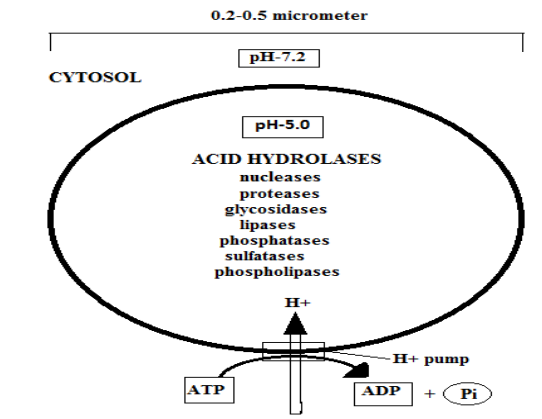 0.2-0.5 micrometer
pH-7.2
CYTOSOL
pH-5.0
ACID HYDROLASES
nucleases
proteases
glycosidases
lipases
phosphatases
sulfatases
phospholipases
H+
H+ pump
ATP
ADP + Pi